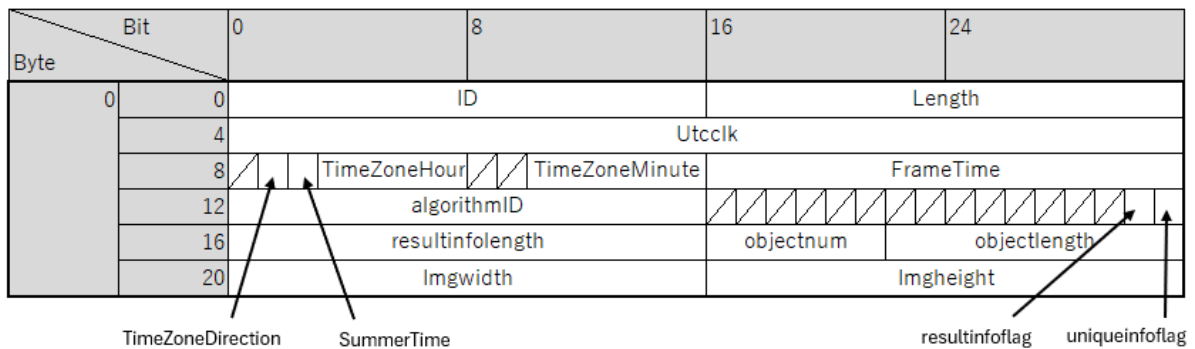 Bit 0 8 16 24
Byte
0 0 ID Length
4 Utcclk
8 TimeZoneHour TimeZoneMinute FrameTime
12 algorithmID
16 resultinfolength objectnum objectlength
20 Imgwidth Imgheight
TimeZoneDirection SummerTime resultinfoflag uniqueinfoflag